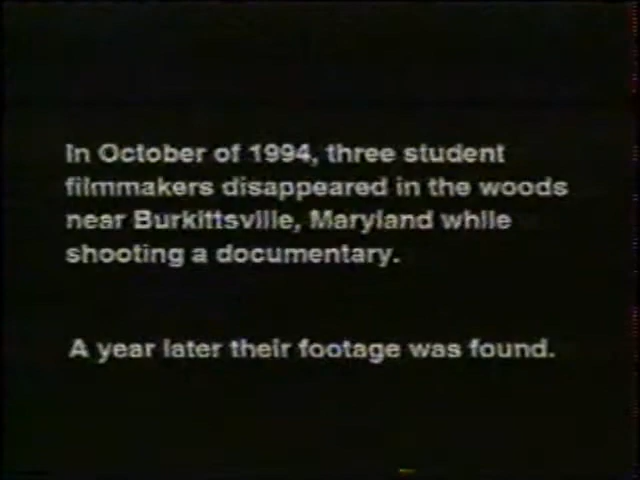 In October of 1994, three student
filmmakers disappeared in the woods
near Burkittsville, Maryland while
shooting a documentary.
A year later their footage was found.